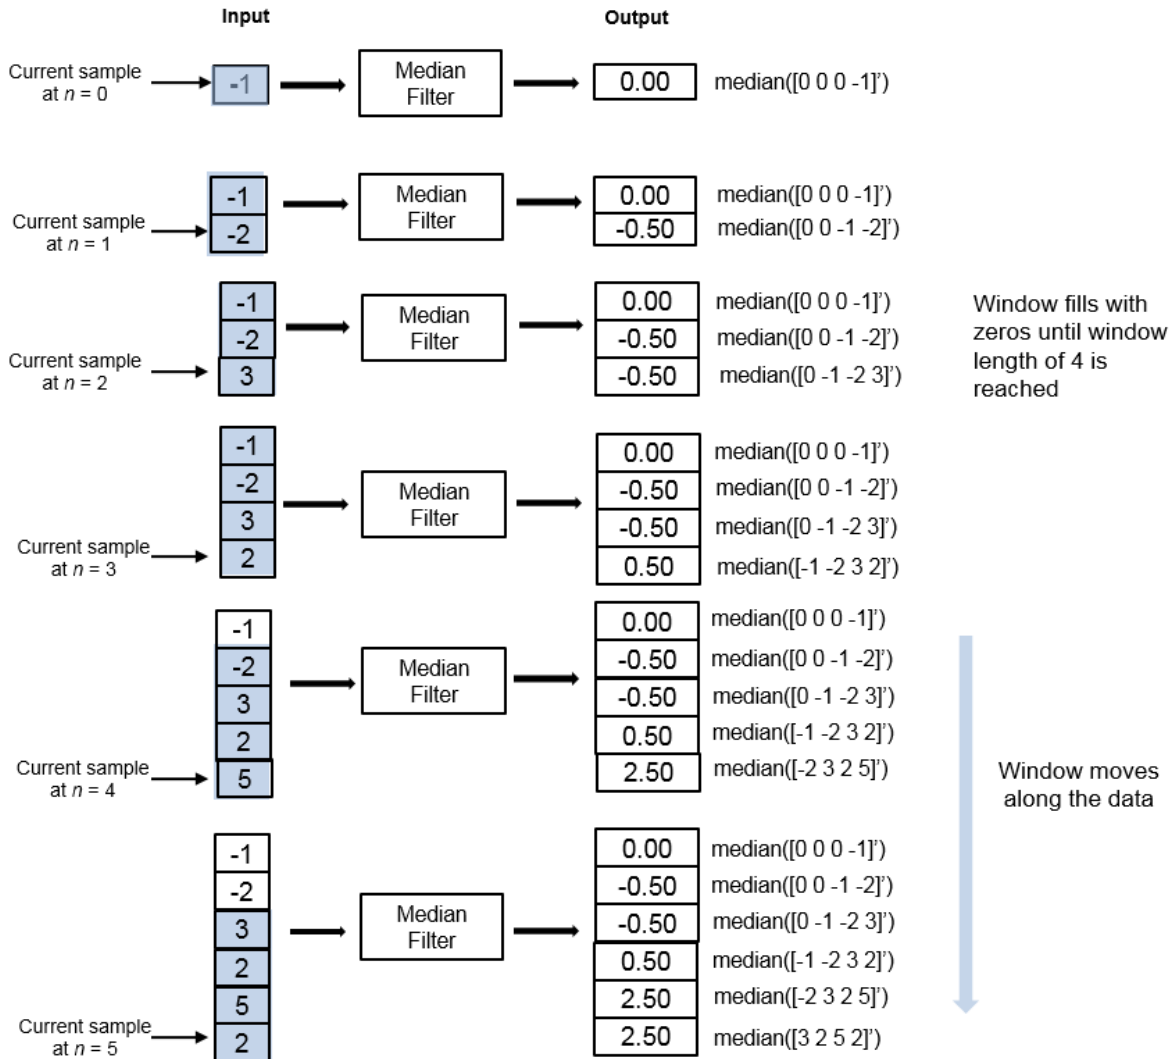 Input Output
Current sample
at n = 0
-1
Median
Filter
0.00 median([0 0 0 -1]')
-1
-2
Current sample
at n = 1
Median
Filter
0.00 median([0 0 0 -1]')
-0.50 median([0 0 -1 -2]')
-1
-2
3
Current sample
at n = 2
Median
Filter
0.00 median([0 0 0 -1]')
-0.50 median([0 0 -1 -2]')
-0.50 median([0 -1 -2 3]')
Window fills with
zeros until window
length of 4 is
reached
-1
-2
3
2
Current sample
at n = 3
Median
Filter
0.00 median([0 0 0 -1]')
-0.50 median([0 0 -1 -2]')
-0.50 median([0 -1 -2 3]')
0.50 median([-1 -2 3 2]')
-1
-2
3
2
5
Current sample
at n = 4
Median
Filter
0.00 median([0 0 0 -1]')
-0.50 median([0 0 -1 -2]')
-0.50 median([0 -1 -2 3]')
0.50 median([-1 -2 3 2]')
2.50 median([-2 3 2 5]')
Window moves
along the data
-1
-2
3
2
5
2
Current sample
at n = 5
Median
Filter
0.00 median([0 0 0 -1]')
-0.50 median([0 0 -1 -2]')
-0.50 median([0 -1 -2 3]')
0.50 median([-1 -2 3 2]')
2.50 median([-2 3 2 5]')
2.50 median([3 2 5 2]')